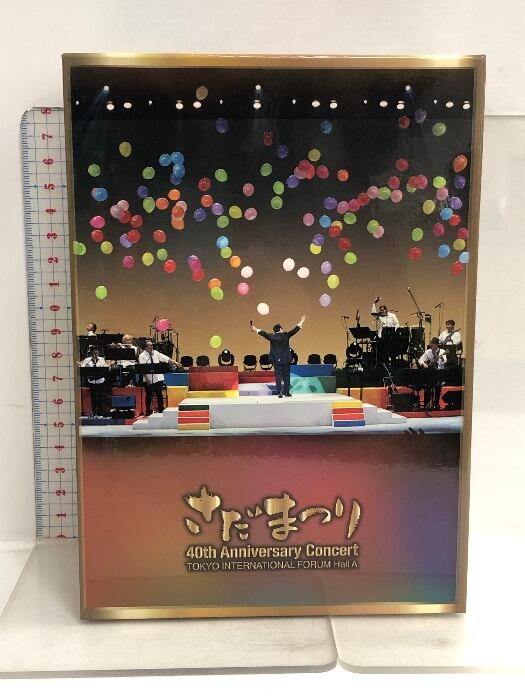 さだまつり
40th Anniversary Concert
TOKYO INTERNATIONAL FORUM Hall A